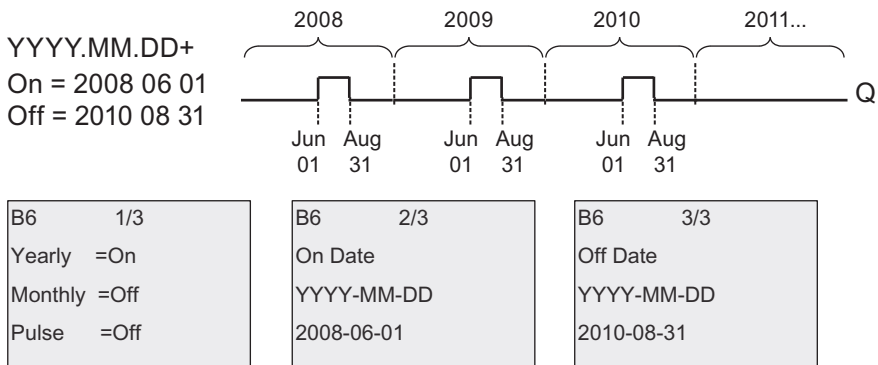 2008 2009 2010 2011...
YYYY.MM.DD+
On = 2008 06 01
Off = 2010 08 31
Q
Jun Aug Jun Aug Jun Aug
01 31 01 31 01 31
B6 1/3
Yearly =On
Monthly =Off
Pulse =Off
B6 2/3
On Date
YYYY-MM-DD
2008-06-01
B6 3/3
Off Date
YYYY-MM-DD
2010-08-31